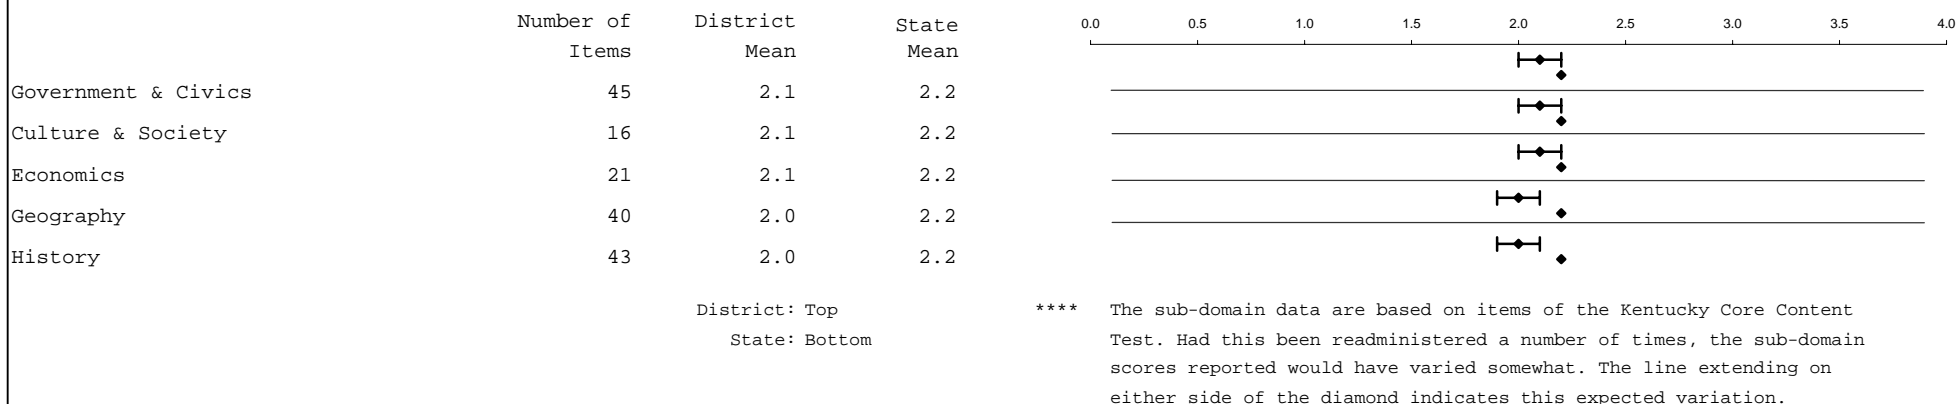 Number of District State 0.0 0.5 1.0 1.5 2.0 2.5 3.0 3.5 4.0
Items Mean Mean
Government & Civics 45 2.1 2.2
Culture & Society 16 2.1 2.2
Economics 21 2.1 2.2
Geography 40 2.0 2.2
History 43 2.0 2.2
District: Top **** The sub-domain data are based on items of the Kentucky Core Content
State: Bottom Test. Had this been readministered a number of times, the sub-domain
scores reported would have varied somewhat. The line extending on
either side of the diamond indicates this expected variation.